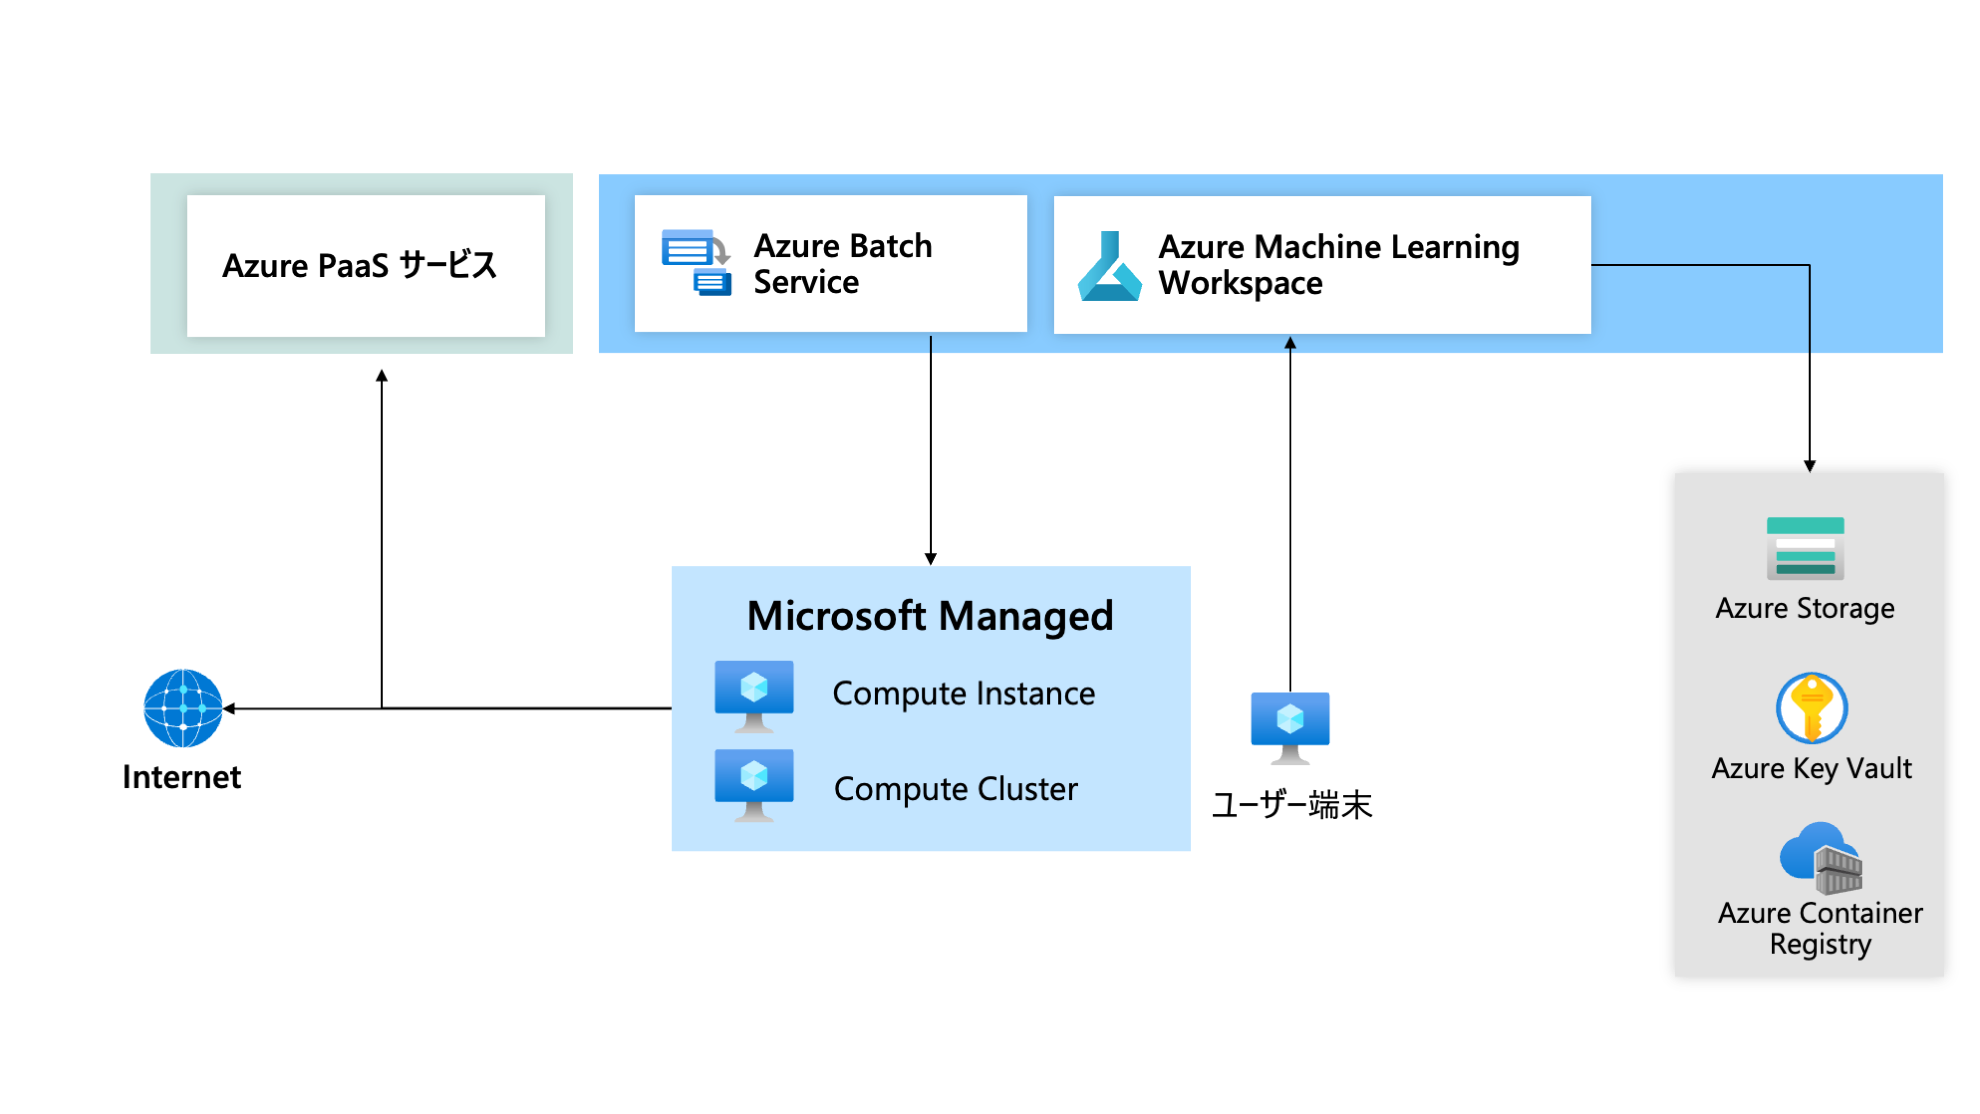 Azure PaaS サービス
Azure Batch
Service
Azure Machine Learning
Workspace
Microsoft Managed
Compute Instance
Compute Cluster
Internet
ユーザー端末
Azure Storage
Azure Key Vault
Azure Container
Registry